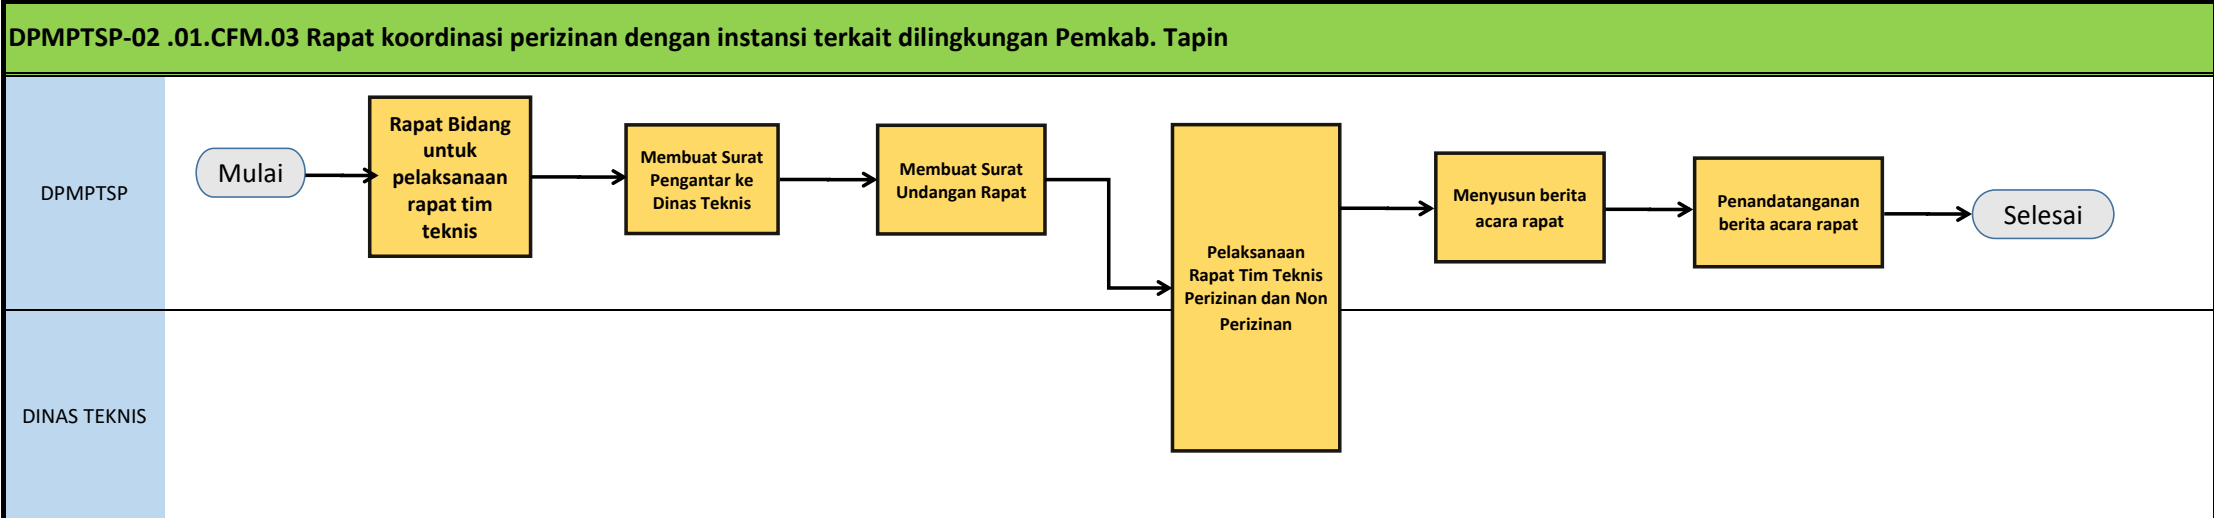 DPMPTSP-02 .01.CFM.03 Rapat koordinasi perizinan dengan instansi terkait dilingkungan Pemkab. Tapin
DPMPTSP
Mulai
Rapat Bidang
untuk
pelaksanaan
rapat tim
teknis
Membuat Surat
Pengantar ke
Dinas Teknis
Membuat Surat
Undangan Rapat
Pelaksanaan
Rapat Tim Teknis
Perizinan dan Non
Perizinan
Menyusun berita
acara rapat
Penandatanganan
berita acara rapat
Selesai
DINAS TEKNIS